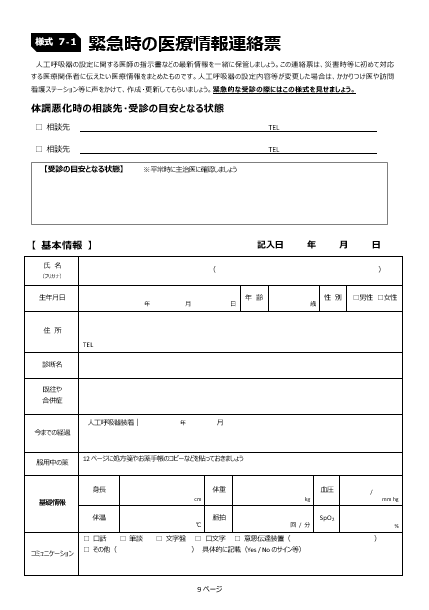 様式 7-1 緊急時の医療情報連絡票
人工呼吸器の設定に関する医師の指示書などの最新情報を一緒に保管しましょう。この連絡票は、災害時等に初めて対応
する医療関係者に伝えたい医療情報をまとめたものです。人工呼吸器の設定内容等が変更した場合は、かかりつけ医や訪問
看護ステーション等に声をかけて、作成・更新してもらいましょう。緊急的な受診の際にはこの様式を見せましょう。
体調悪化時の相談先・受診の目安となる状態
□ 相談先 TEL
□ 相談先 TEL
【受診の目安となる状態】 ※平常時に主治医に確認しましょう
【 基本情報 】 記入日 年 月 日
氏 名
(フリガナ) ( )
生年月日 年 月 日 年 齢 歳 性 別 □男性 □女性
住 所
TEL
診断名
既往や
合併症
今までの経過 人工呼吸器装着| 年 月
服用中の薬 12 ページに処方箋やお薬手帳のコピーなどを貼っておきましょう
基礎情報 身長 cm 体重 kg 血圧 / mm hg
体温 ℃ 脈拍 回 / 分 SpO₂ %
コミュニケーション □ 口話 □ 筆談 □ 文字盤 □ 口文字 □ 意思伝達装置 ( )
□ その他 ( ) 具体的に記載 (Yes / No のサイン等)
9 ページ